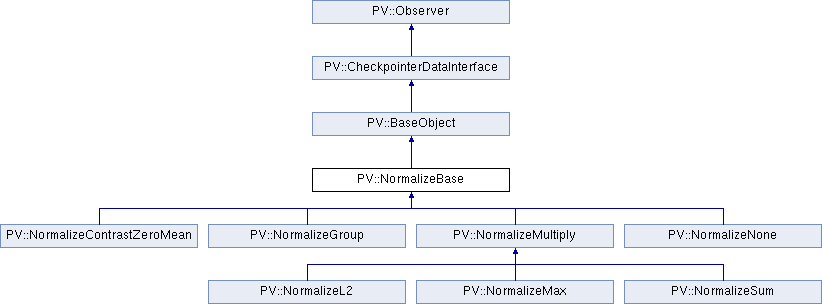 PV::Observer
PV::CheckpointerDataInterface
PV::BaseObject
PV::NormalizeBase
PV::NormalizeContrastZeroMean
PV::NormalizeGroup
PV::NormalizeMultiply
PV::NormalizeNone
PV::NormalizeL2
PV::NormalizeMax
PV::NormalizeSum